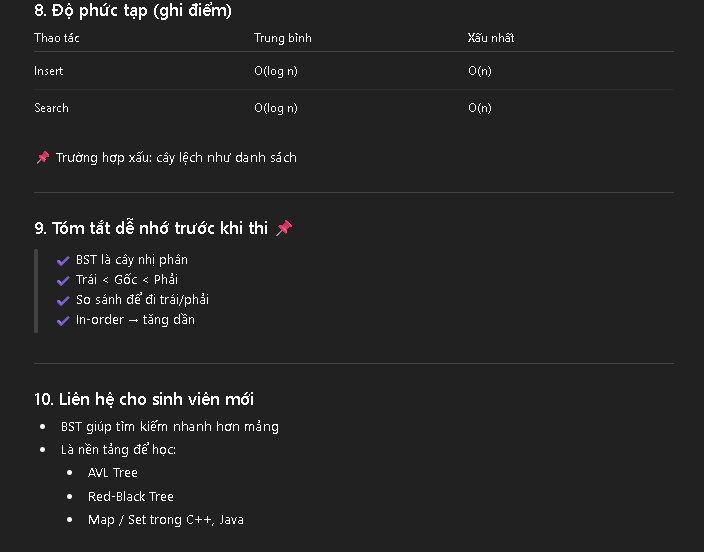 8. Độ phức tạp (ghi điểm)
Thao tác Trung bình Xấu nhất
Insert O(log n) O(n)
Search O(log n) O(n)
📌 Trường hợp xấu: cây lệch như danh sách
9. Tóm tắt dễ nhớ trước khi thi 📌
✔ BST là cây nhị phân
✔ Trái < Gốc < Phải
✔ So sánh để đi trái/phải
✔ In-order → tăng dần
10. Liên hệ cho sinh viên mới
• BST giúp tìm kiếm nhanh hơn mảng
• Là nền tảng để học:
• AVL Tree
• Red-Black Tree
• Map / Set trong C++, Java